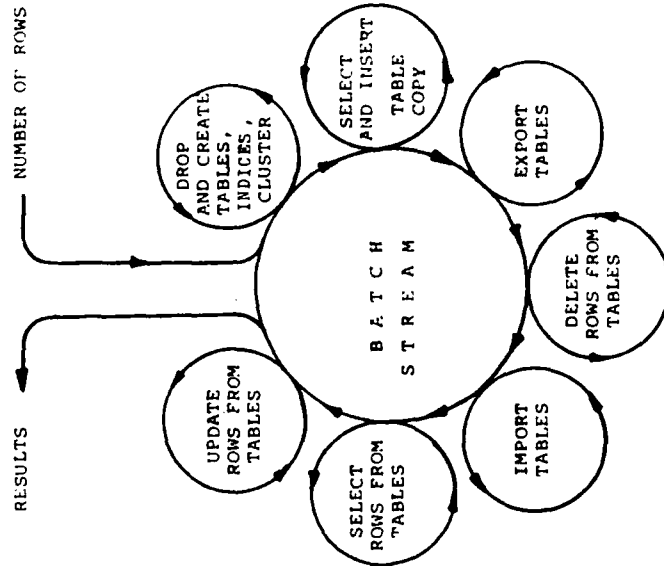 NUMBER OF ROWS
RESULTS
DROP
AND CREATE
TABLES,
INDICES,
CLUSTER
SELECT
AND INSERT
TABLE
COPY
EXPORT
TABLES
DELETE
ROWS FROM
TABLES
IMPORT
TABLES
SELECT
ROWS FROM
TABLES
UPDATE
ROWS FROM
TABLES
B A T C H
S T R E A M